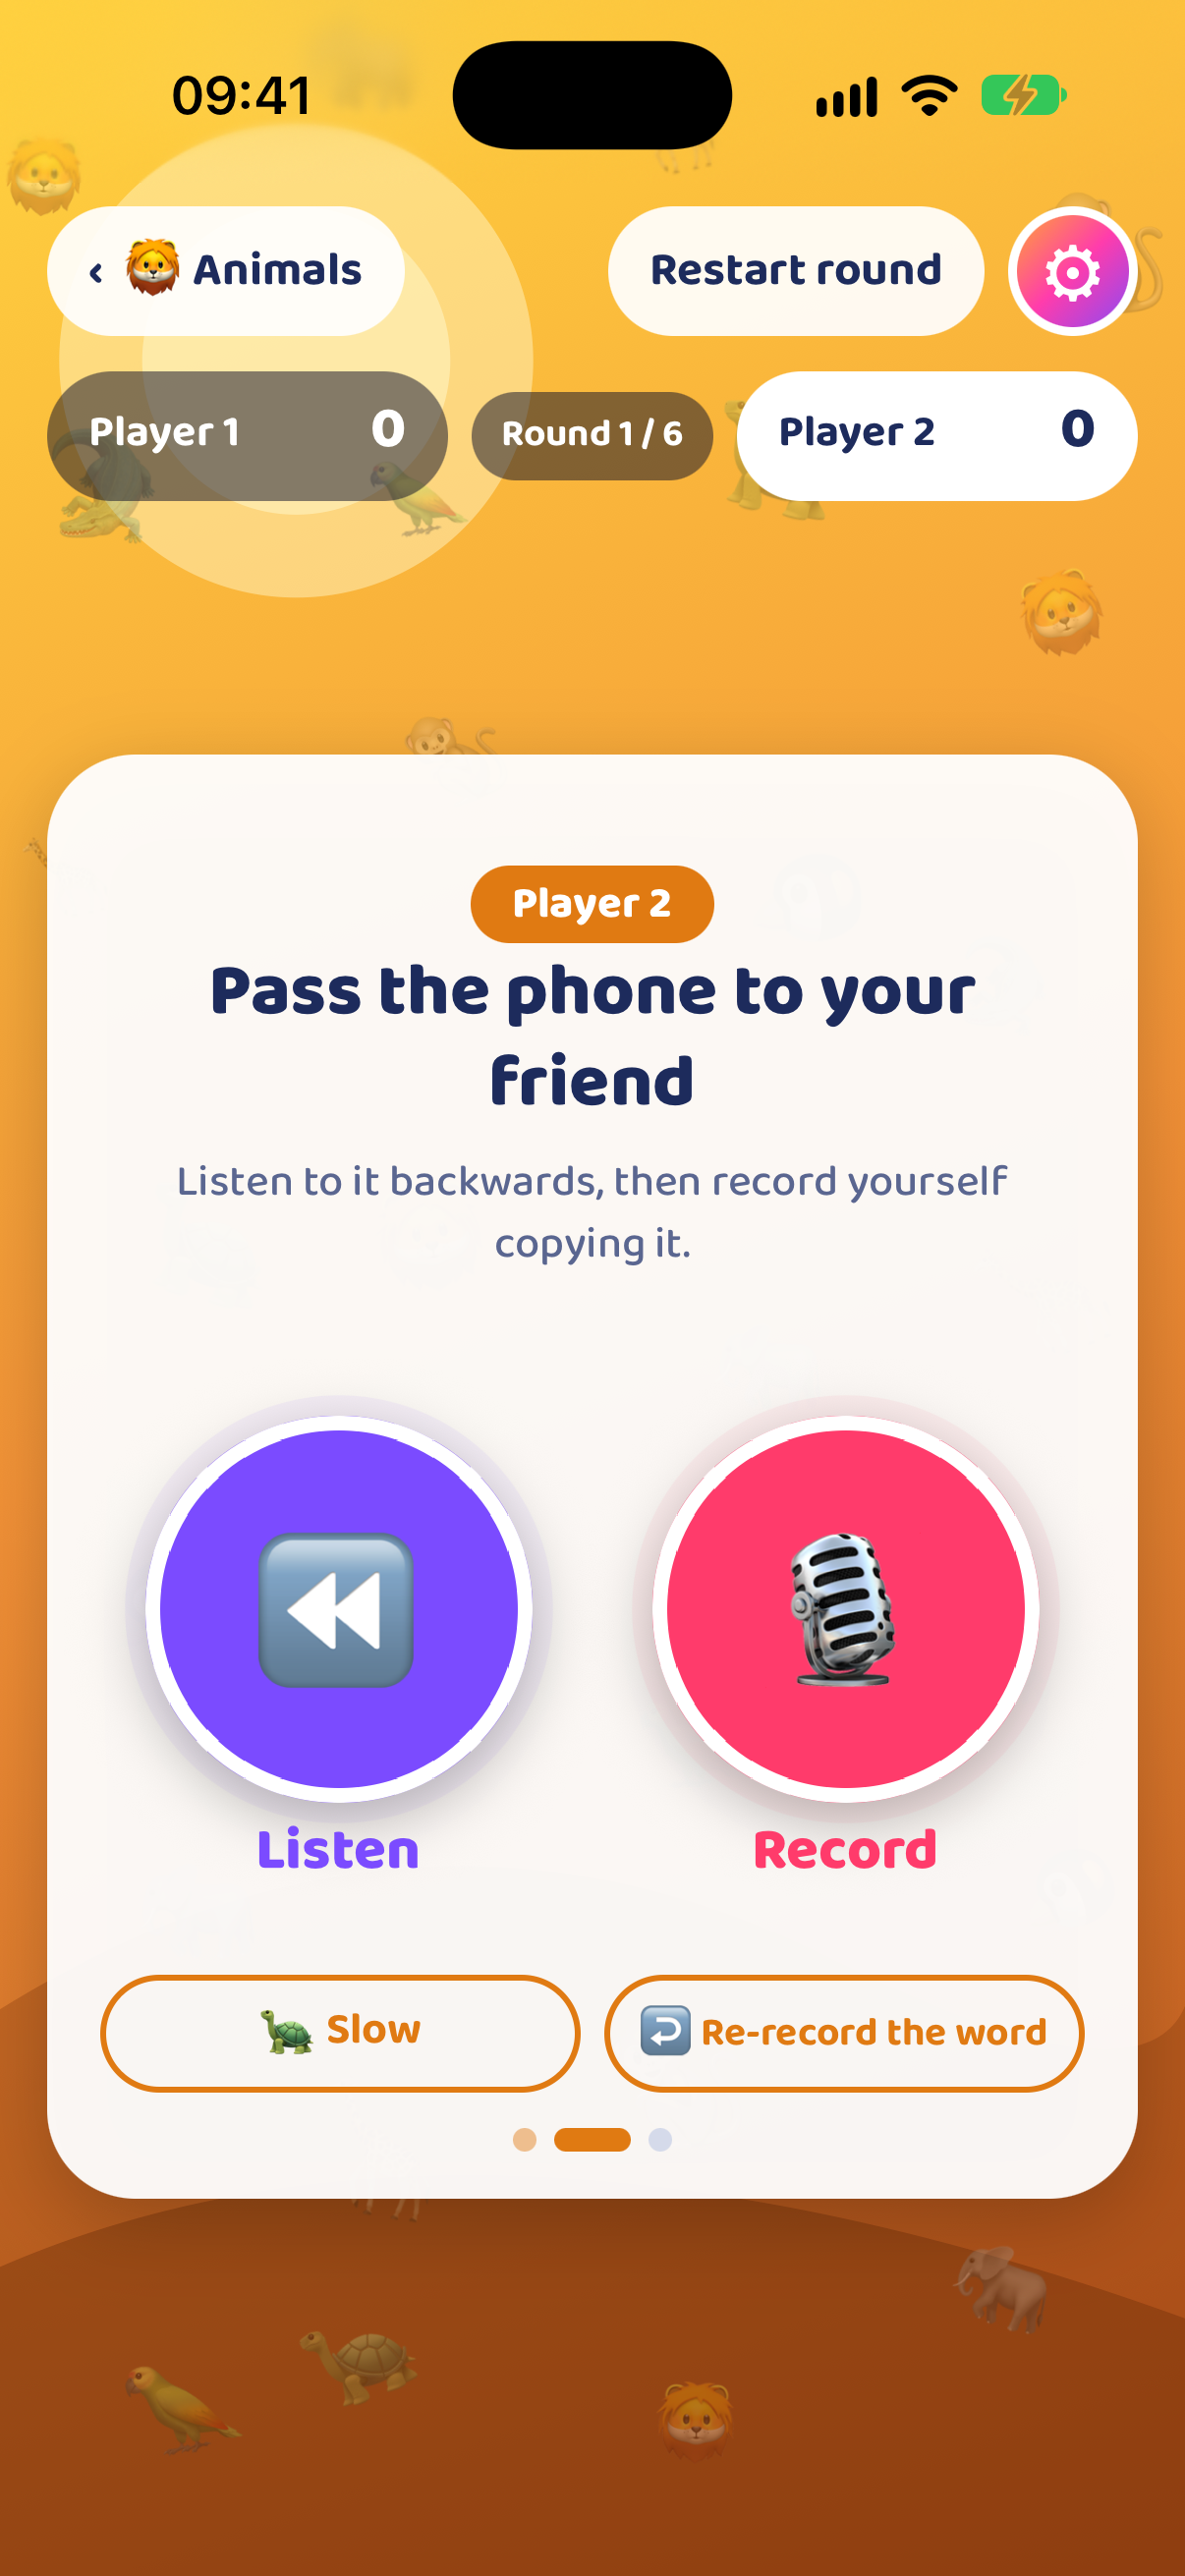 09:41
‹ Animals
Restart round
Player 1 0
Round 1 / 6
Player 2 0
Player 2
Pass the phone to your
friend
Listen to it backwards, then record yourself
copying it.
Listen
Record
Slow
Re-record the word